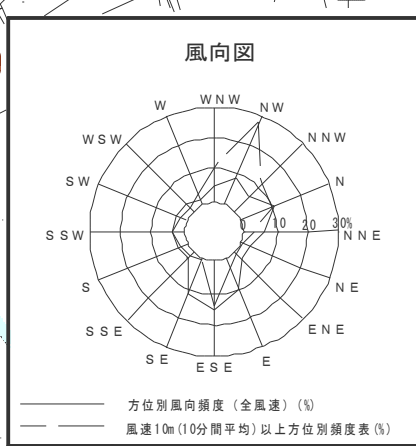 風向図
WNW
W
NW
WSW
NNW
SW
N
SSW
0 10 20 30%
NNE
S
NE
SSE
ENE
SE
E
ESE
方位別風向頻度 (全風速) (%)
風速10m(10分間平均)以上方位別頻度表(%)